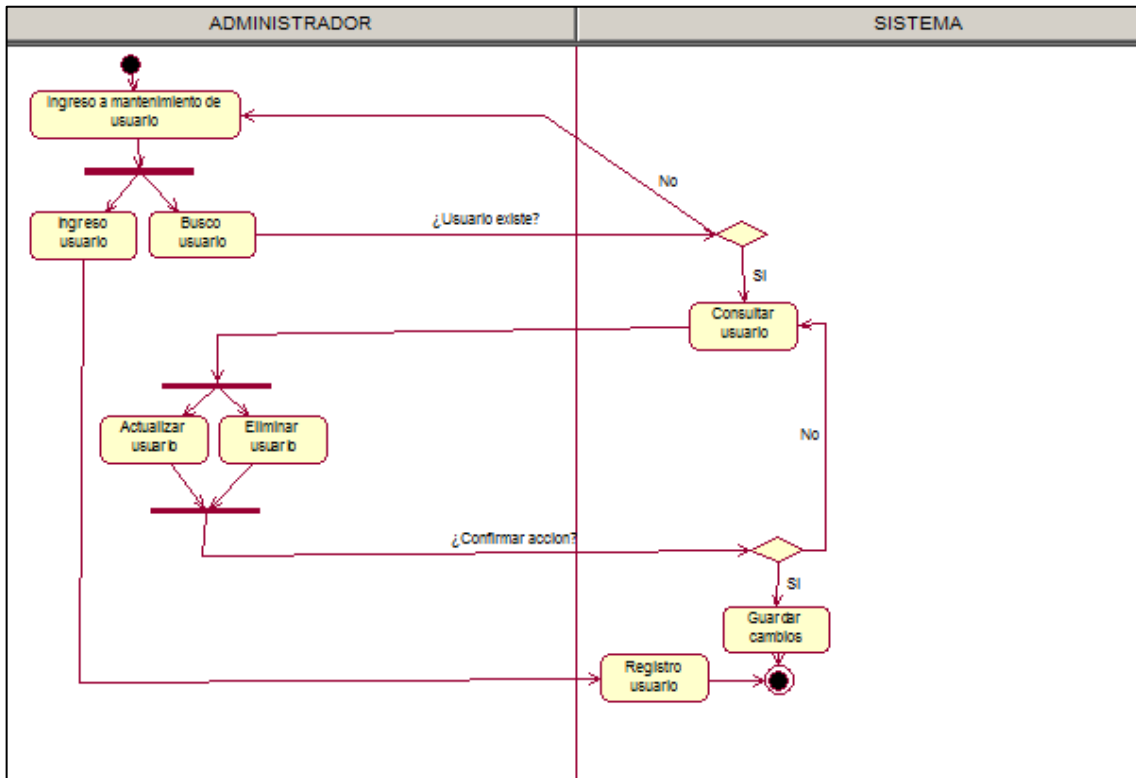 ADMINISTRADOR
SISTEMA
Ingreso a mantenimiento de
usuario
No
Ingreso
usuario
Busco
usuario
¿Usuario existe?
SI
Consultar
usuario
Actualizar
usuario
Eliminar
usuario
No
¿Confirmar accion?
SI
Guardar
cambios
Registro
usuario